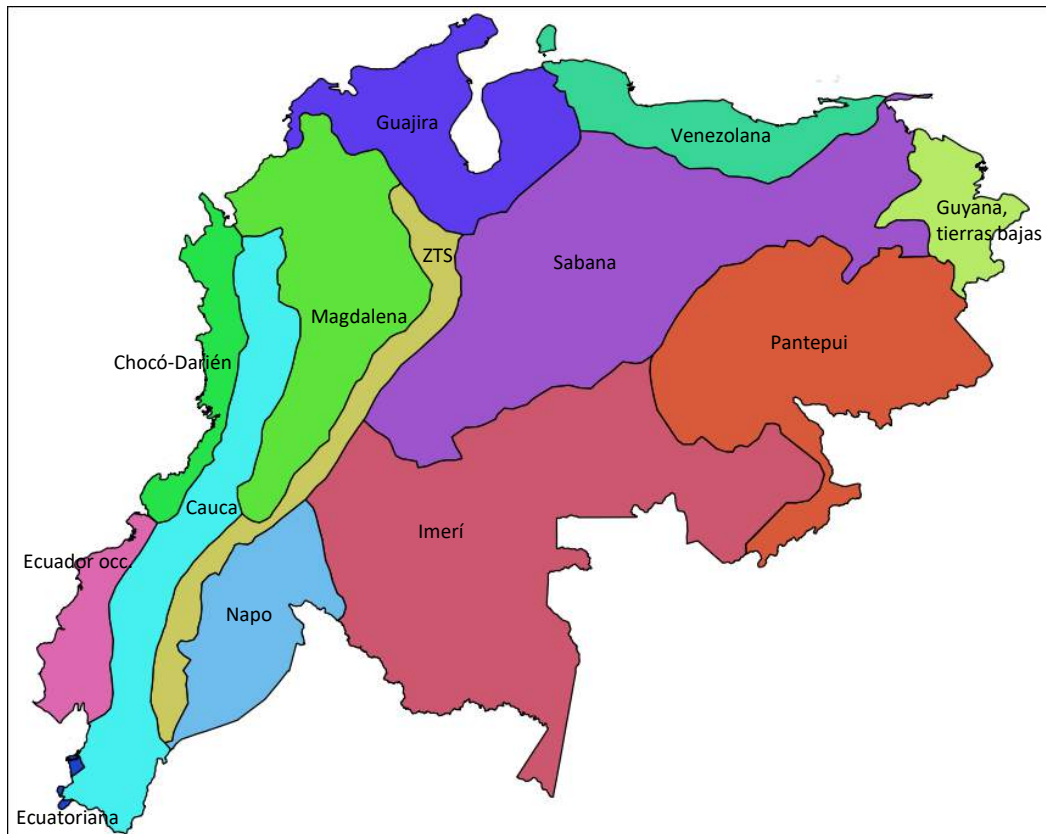 Guajira
Venezolana
Guyana,
tierras bajas
ZTS
Sabana
Magdalena
Pantepui
Chocó-Darién
Cauca
Imerí
Ecuador occ.
Napo
Ecuatoriana